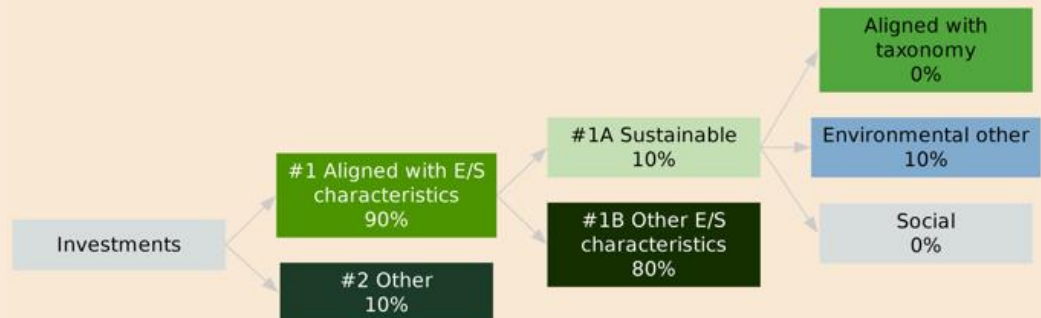 Investments
#1 Aligned with E/S
characteristics
90%
#2 Other
10%
#1A Sustainable
10%
#1B Other E/S
characteristics
80%
Aligned with
taxonomy
0%
Environmental other
10%
Social
0%